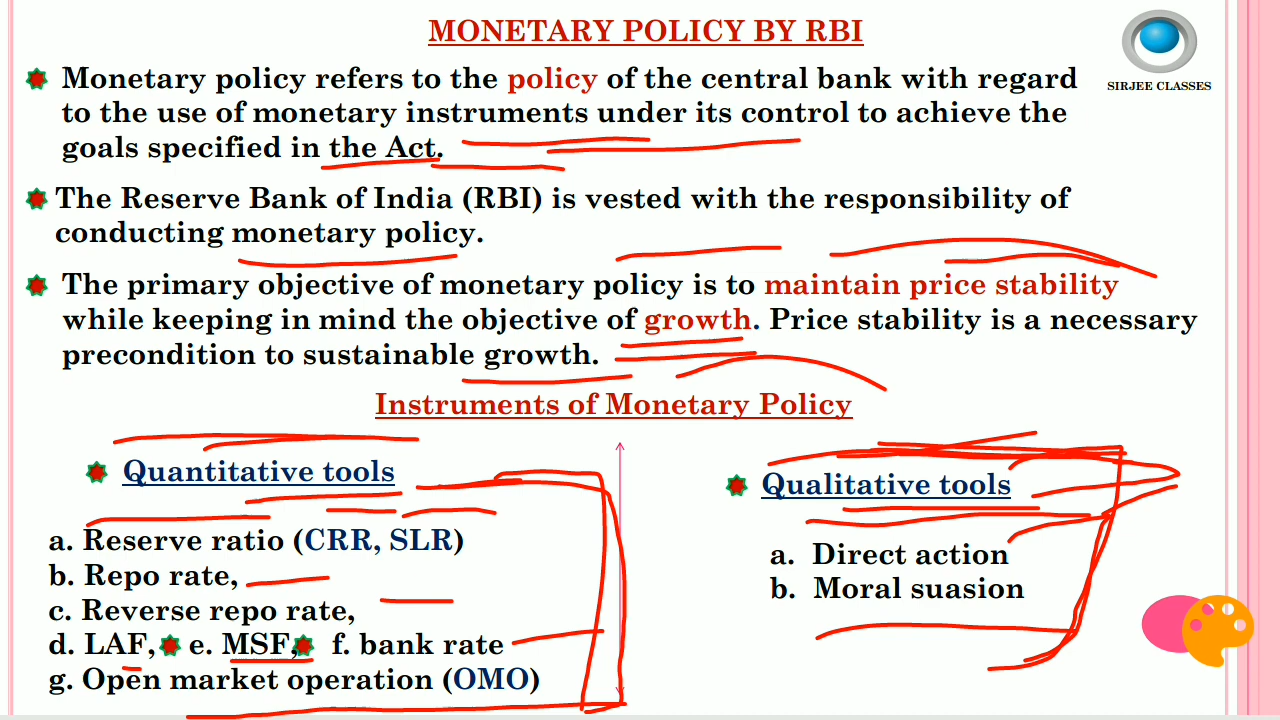 MONETARY POLICY BY RBI
SIRJEE CLASSES
Monetary policy refers to the policy of the central bank with regard
to the use of monetary instruments under its control to achieve the
goals specified in the Act.
The Reserve Bank of India (RBI) is vested with the responsibility of
conducting monetary policy.
The primary objective of monetary policy is to maintain price stability
while keeping in mind the objective of growth. Price stability is a necessary
precondition to sustainable growth.
Instruments of Monetary Policy
Quantitative tools
a. Reserve ratio (CRR, SLR)
b. Repo rate,
c. Reverse repo rate,
d. LAF, e. MSF, f. bank rate
g. Open market operation (OMO)
Qualitative tools
a. Direct action
b. Moral suasion